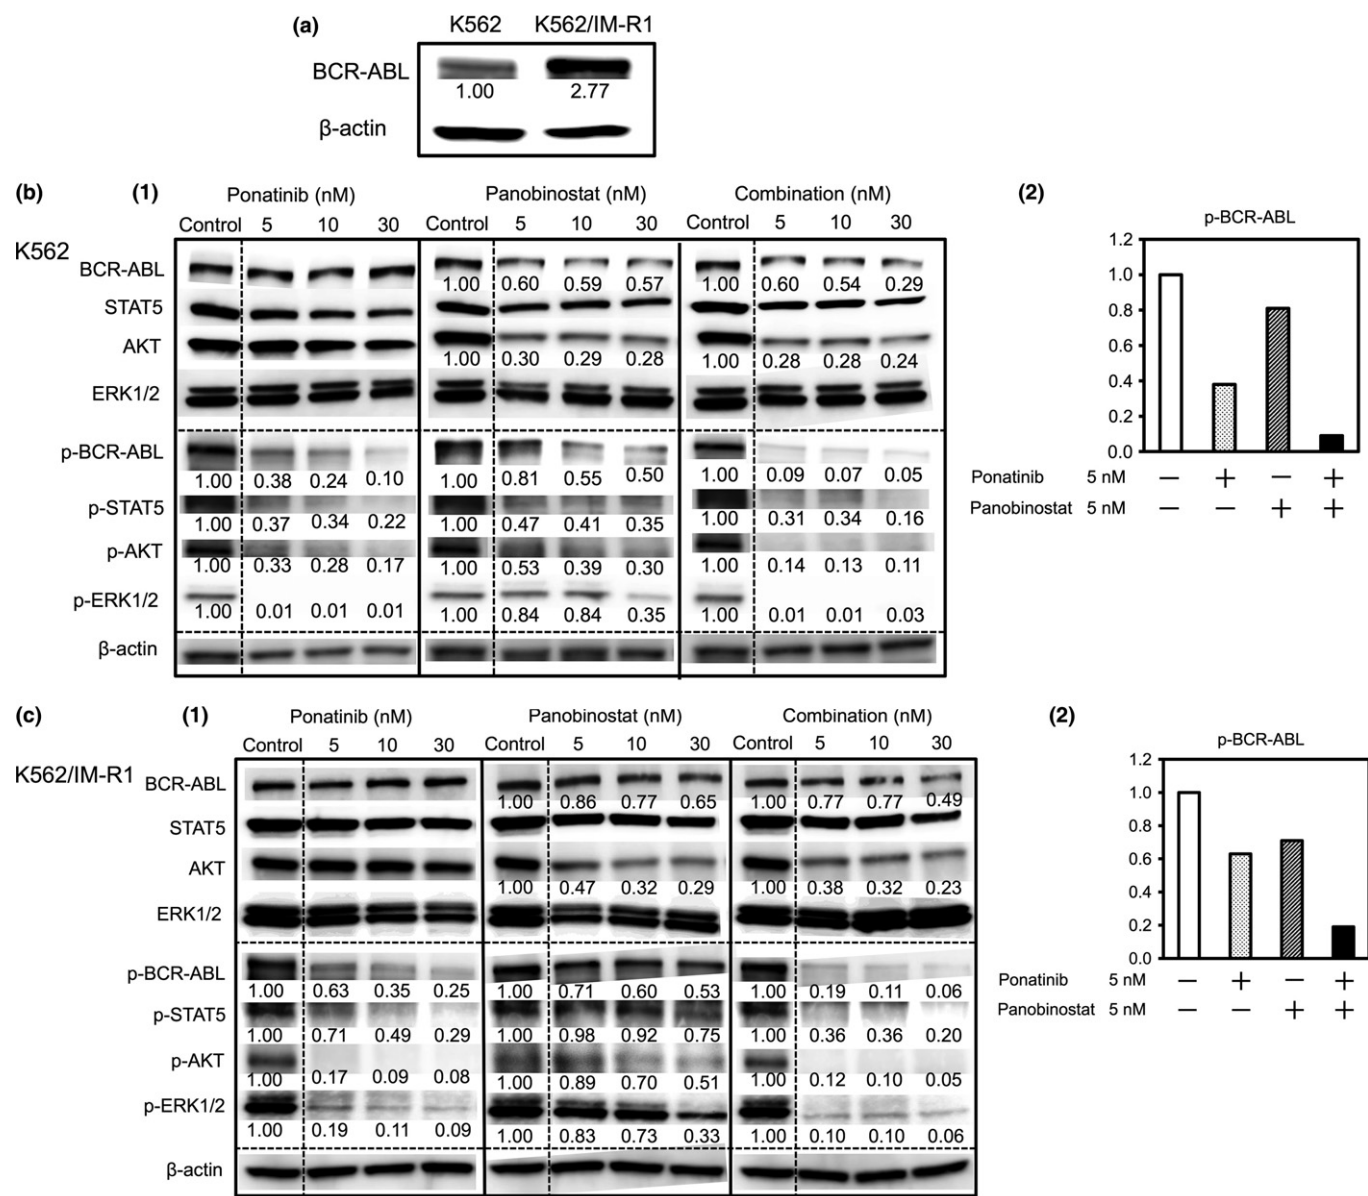 (a) K562 K562/IM-R1
BCR-ABL
1.00 2.77
β-actin
(b) (1) Ponatinib (nM) Panobinostat (nM) Combination (nM) (2)
Control 5 10 30 Control 5 10 30 Control 5 10 30 p-BCR-ABL
K562
BCR-ABL
1.00 0.60 0.59 0.57 1.00 0.60 0.54 0.29
STAT5
AKT
1.00 0.30 0.29 0.28 1.00 0.28 0.28 0.24
ERK1/2
p-BCR-ABL
1.00 0.38 0.24 0.10 1.00 0.81 0.55 0.50 1.00 0.09 0.07 0.05
p-STAT5
1.00 0.37 0.34 0.22 1.00 0.47 0.41 0.35 1.00 0.31 0.34 0.16
p-AKT
1.00 0.33 0.28 0.17 1.00 0.53 0.39 0.30 1.00 0.14 0.13 0.11
p-ERK1/2
1.00 0.01 0.01 0.01 1.00 0.84 0.84 0.35 1.00 0.01 0.01 0.03
β-actin
1.2
1.0
0.8
0.6
0.4
0.2
0.0
Ponatinib 5 nM − + − +
Panobinostat 5 nM − − + +
(c) (1) Ponatinib (nM) Panobinostat (nM) Combination (nM) (2)
Control 5 10 30 Control 5 10 30 Control 5 10 30 p-BCR-ABL
K562/IM-R1
BCR-ABL
1.00 0.86 0.77 0.65 1.00 0.77 0.77 0.49
STAT5
AKT
1.00 0.47 0.32 0.29 1.00 0.38 0.32 0.23
ERK1/2
p-BCR-ABL
1.00 0.63 0.35 0.25 1.00 0.71 0.60 0.53 1.00 0.19 0.11 0.06
p-STAT5
1.00 0.71 0.49 0.29 1.00 0.98 0.92 0.75 1.00 0.36 0.36 0.20
p-AKT
1.00 0.17 0.09 0.08 1.00 0.89 0.70 0.51 1.00 0.12 0.10 0.05
p-ERK1/2
1.00 0.19 0.11 0.09 1.00 0.83 0.73 0.33 1.00 0.10 0.10 0.06
β-actin
1.2
1.0
0.8
0.6
0.4
0.2
0.0
Ponatinib 5 nM − + − +
Panobinostat 5 nM − − + +